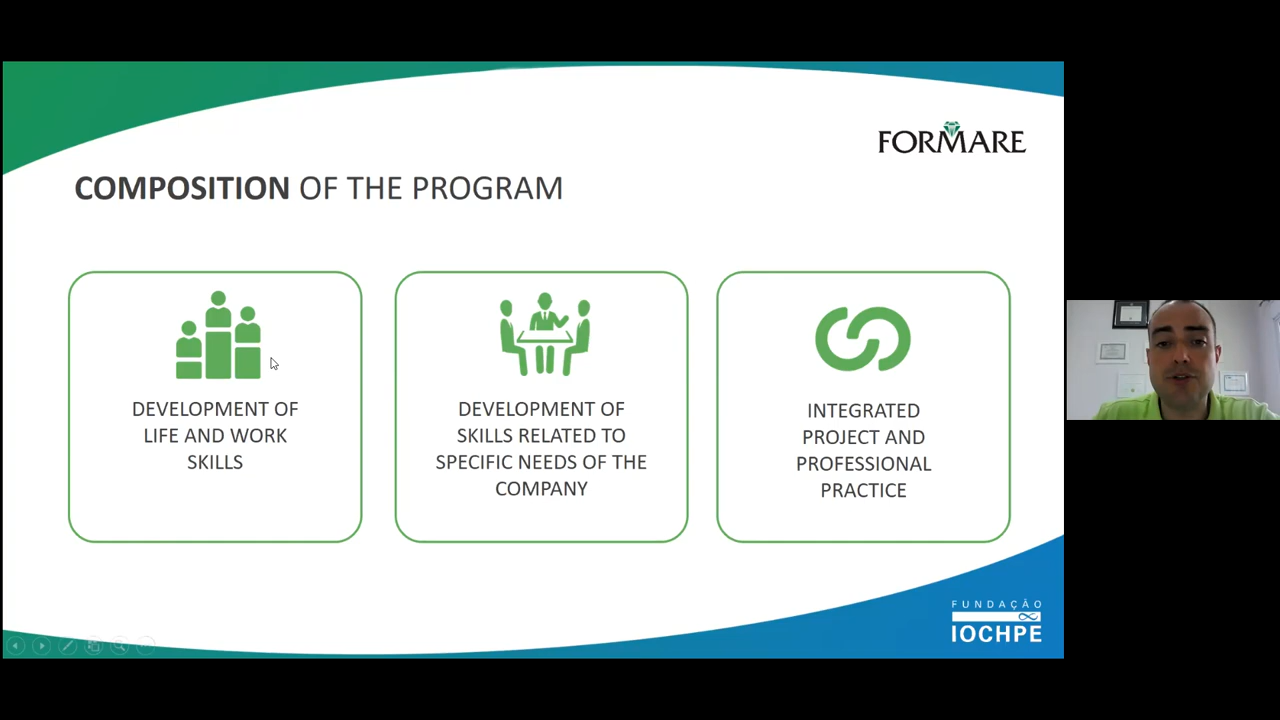 FORMARE
COMPOSITION OF THE PROGRAM
DEVELOPMENT OF
LIFE AND WORK
SKILLS
DEVELOPMENT OF
SKILLS RELATED TO
SPECIFIC NEEDS OF THE
COMPANY
INTEGRATED
PROJECT AND
PROFESSIONAL
PRACTICE
FUNDAÇÃO
IOCHPE